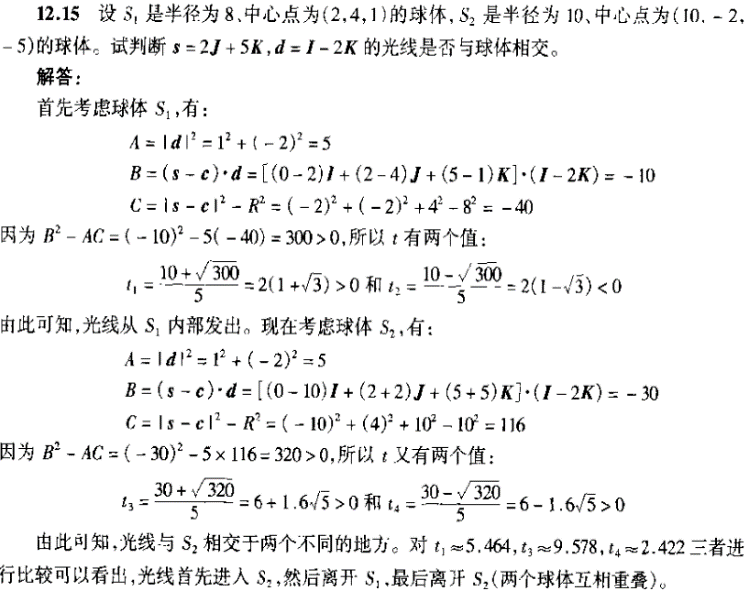 12.15 设 S₁ 是半径为 8、中心点为(2,4,1)的球体, S₂ 是半径为 10、中心点为(10, -2,
-5)的球体。试判断 s = 2J + 5K, d = I - 2K 的光线是否与球体相交。
解答:
首先考虑球体 S₁,有:
A = |d|² = 1² + (-2)² = 5
B = (s - c)·d = [(0-2)I + (2-4)J + (5-1)K]·(I - 2K) = -10
C = |s - c|² - R² = (-2)² + (-2)² + 4² - 8² = -40
因为 B² - AC = (-10)² - 5(-40) = 300 > 0,所以 t 有两个值:
t₁ = (10 + √300)/5 = 2(1 + √3) > 0 和 t₂ = (10 - √300)/5 = 2(1 - √3) < 0
由此可知,光线从 S₁ 内部发出。现在考虑球体 S₂,有:
A = |d|² = 1² + (-2)² = 5
B = (s - c)·d = [(0-10)I + (2+2)J + (5+5)K]·(I - 2K) = -30
C = |s - c|² - R² = (-10)² + (4)² + 10² - 10² = 116
因为 B² - AC = (-30)² - 5 × 116 = 320 > 0,所以 t 又有两个值:
t₃ = (30 + √320)/5 = 6 + 1.6√5 > 0 和 t₄ = (30 - √320)/5 = 6 - 1.6√5 > 0
由此可知,光线与 S₂ 相交于两个不同的地方。对 t₁ ≈ 5.464, t₃ ≈ 9.578, t₄ ≈ 2.422 三者进
行比较可以看出,光线首先进入 S₂,然后离开 S₁,最后离开 S₂(两个球体互相重叠)。